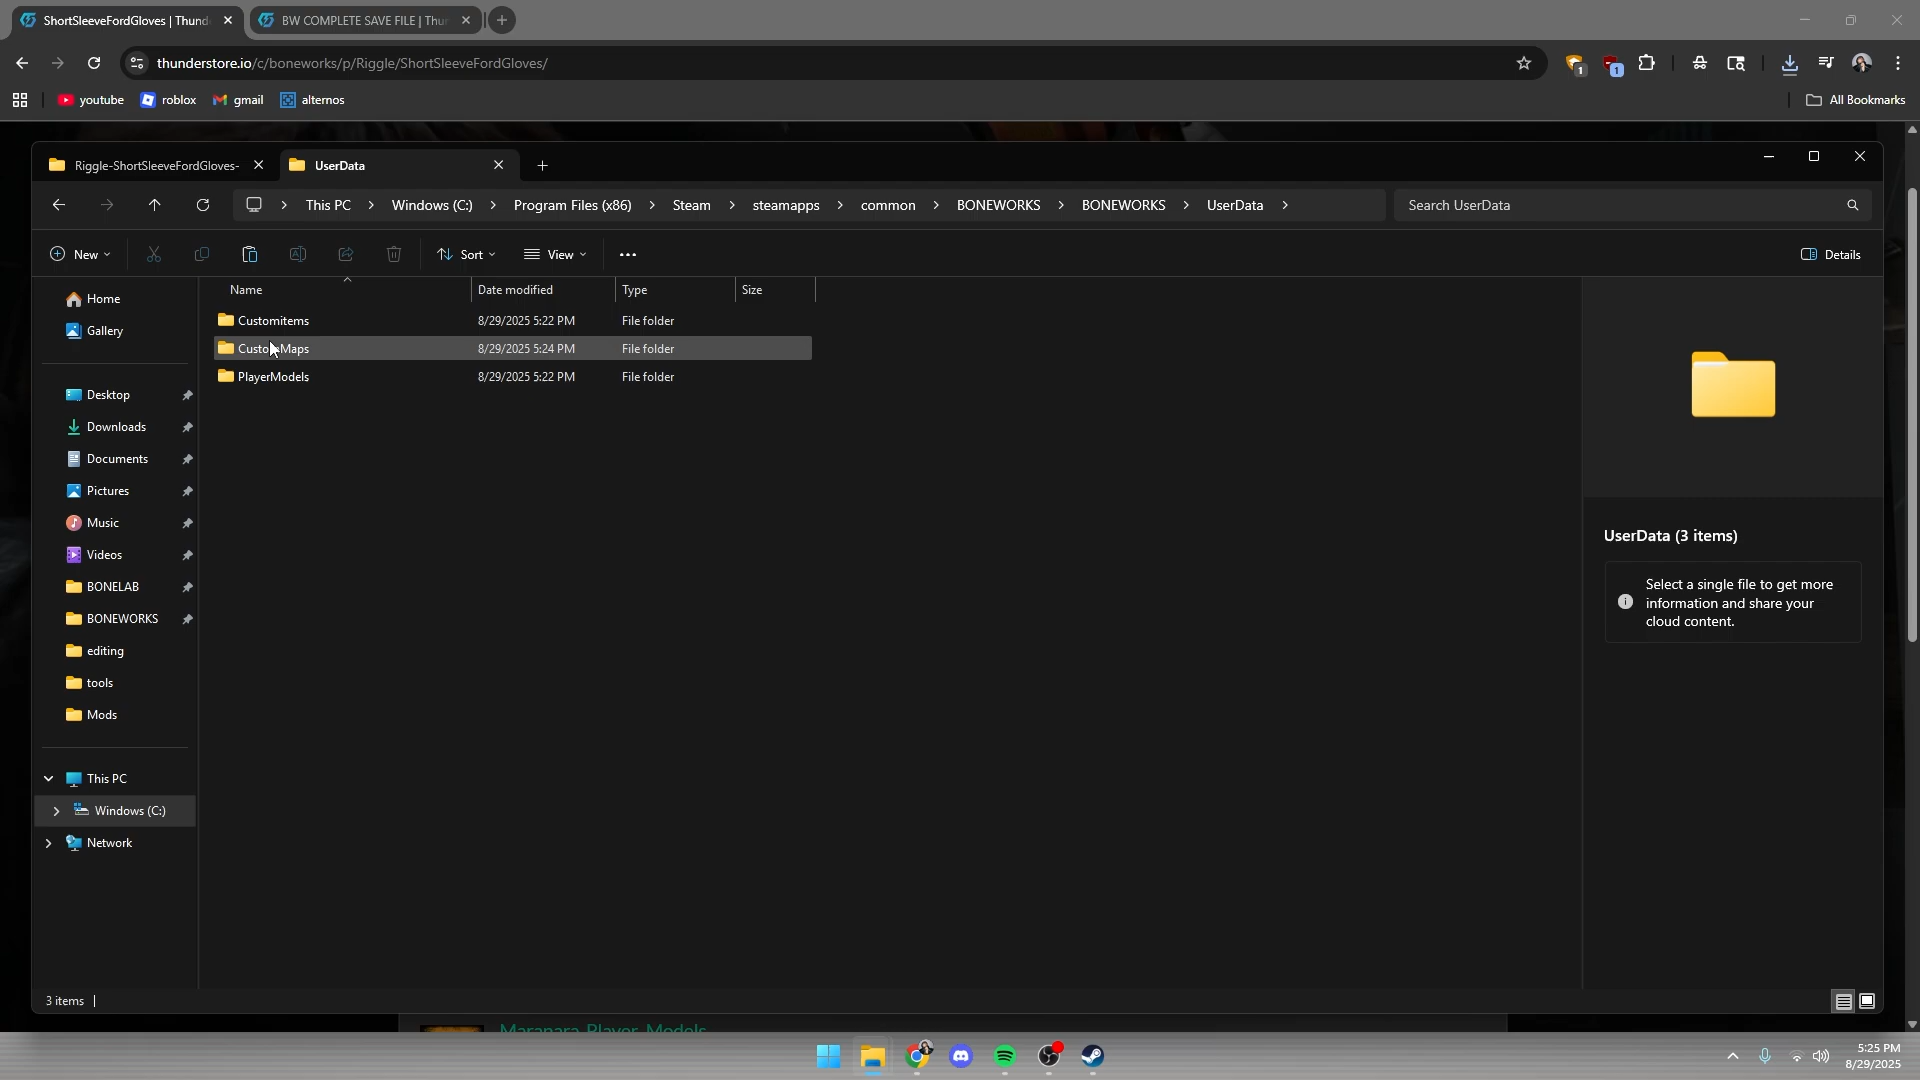 ShortSleeveFordGloves | Thund
BW COMPLETE SAVE FILE | Thun
thunderstore.io/c/boneworks/p/Riggle/ShortSleeveFordGloves/
1
1
youtube
roblox
gmail
alternos
All Bookmarks
Riggle-ShortSleeveFordGloves-
UserData
This PC > Windows (C:) > Program Files (x86) > Steam > steamapps > common > BONEWORKS > BONEWORKS > UserData >
Search UserData
New
Sort
View
Details
Home
Gallery
Desktop
Downloads
Documents
Pictures
Music
Videos
BONELAB
BONEWORKS
editing
tools
Mods
This PC
Windows (C:)
Network
Name Date modified Type Size
CustomItems 8/29/2025 5:22 PM File folder
CustomMaps 8/29/2025 5:24 PM File folder
PlayerModels 8/29/2025 5:22 PM File folder
UserData (3 items)
Select a single file to get more
information and share your
cloud content.
3 items
Maranara Player Models
5:25 PM
8/29/2025